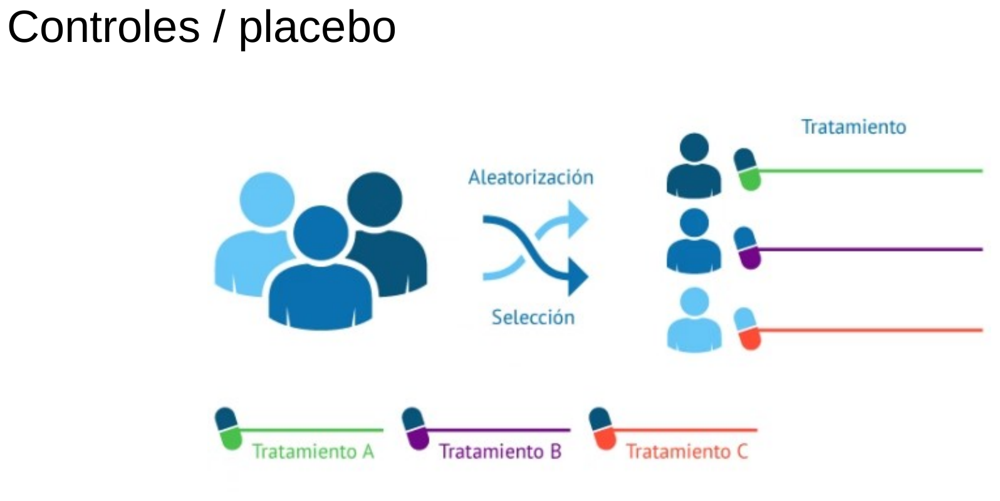 Controles / placebo
Tratamiento
Aleatorización
Selección
Tratamiento A
Tratamiento B
Tratamiento C